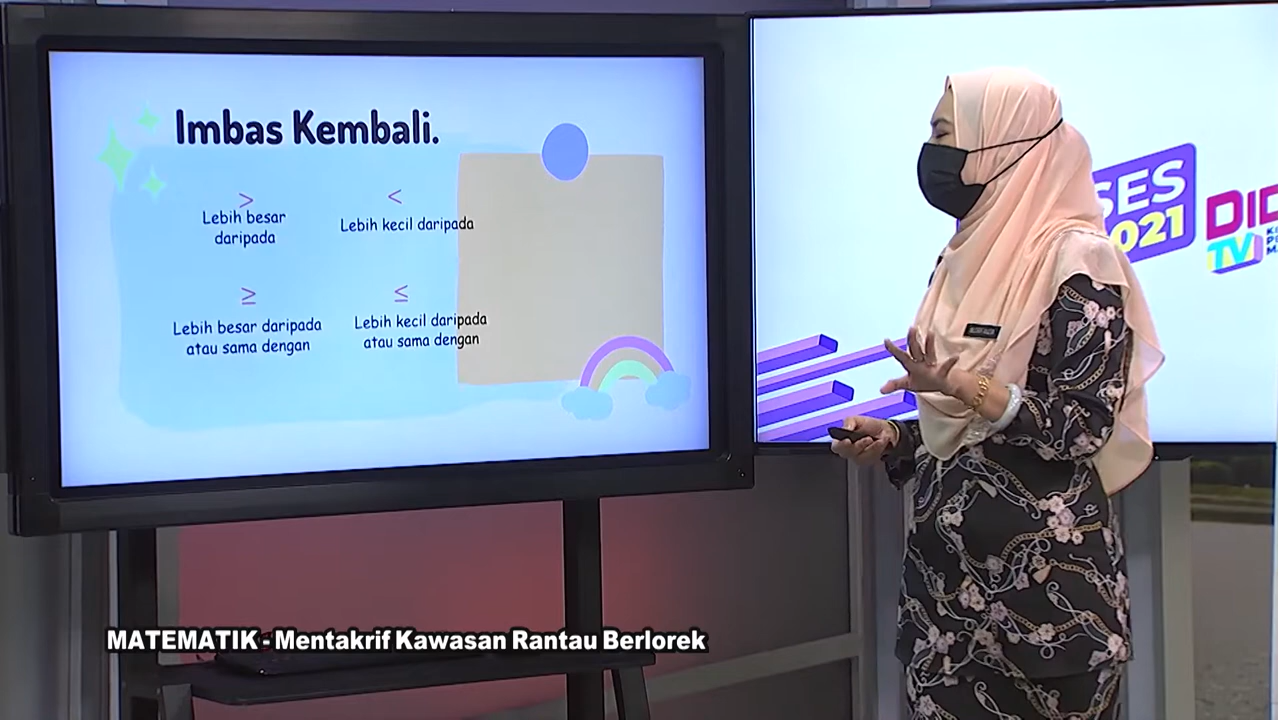 Imbas Kembali.
> <
Lebih besar
daripada
Lebih kecil daripada
≥ ≤
Lebih besar daripada
atau sama dengan
Lebih kecil daripada
atau sama dengan
SES
2021
DID
TV
MATEMATIK - Mentakrif Kawasan Rantau Berlorek